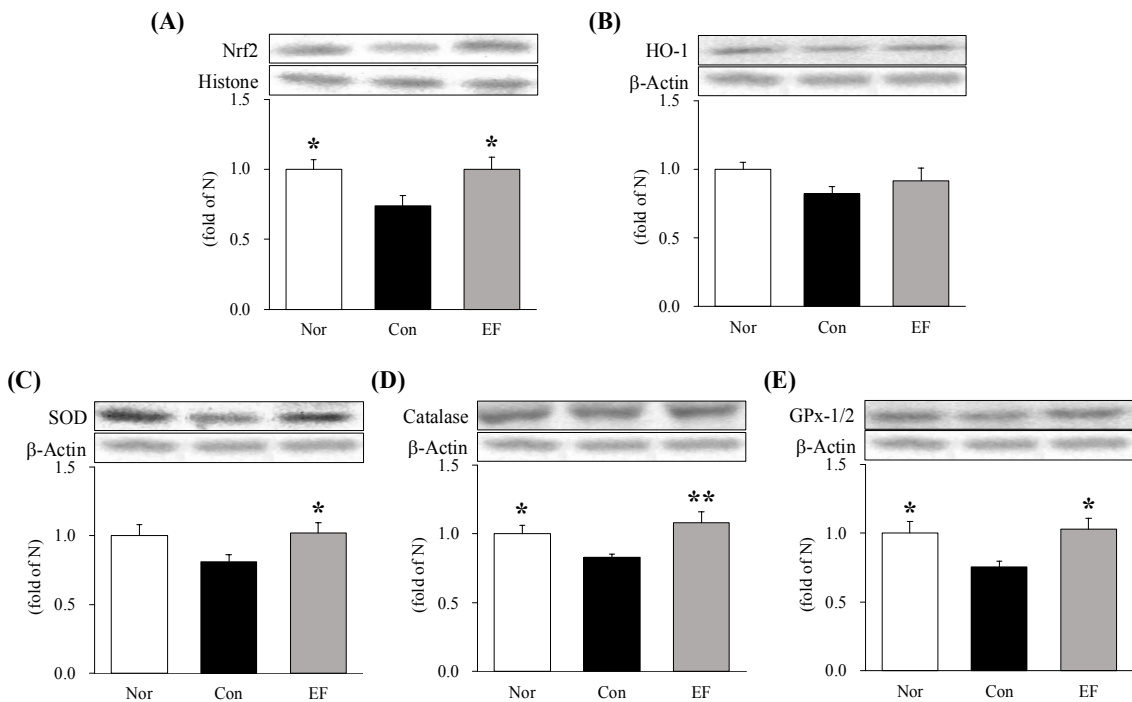 (A)
Nrf2
Histone
1.5
1.0
0.5
0.0
(fold of N)
*
*
Nor
Con
EF
(B)
HO-1
β-Actin
1.5
1.0
0.5
0.0
(fold of N)
Nor
Con
EF
(C)
SOD
β-Actin
1.5
1.0
0.5
0.0
(fold of N)
*
Nor
Con
EF
(D)
Catalase
β-Actin
1.5
1.0
0.5
0.0
(fold of N)
*
**
Nor
Con
EF
(E)
GPx-1/2
β-Actin
1.5
1.0
0.5
0.0
(fold of N)
*
*
Nor
Con
EF